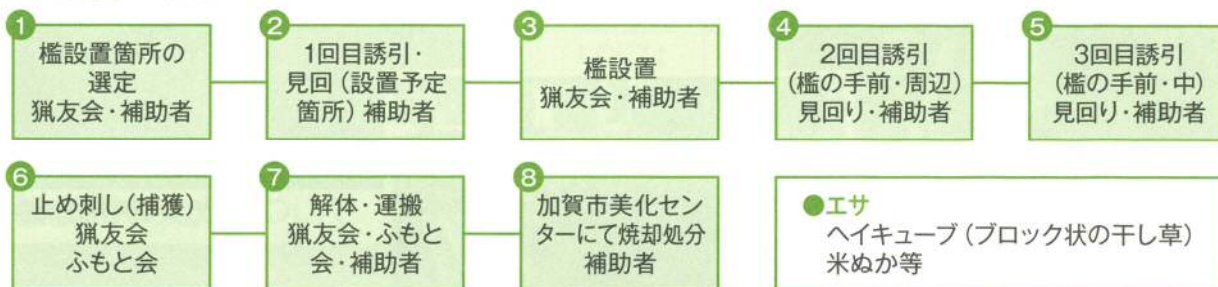 1
檻設置箇所の
選定
猟友会・補助者
2
1回目誘引・
見回(設置予定
箇所)補助者
3
檻設置
猟友会・補助者
4
2回目誘引
(檻の手前・周辺)
見回り・補助者
5
3回目誘引
(檻の手前・中)
見回り・補助者
6
止め刺し(捕獲)
猟友会
ふもと会
7
解体・運搬
猟友会・ふもと
会・補助者
8
加賀市美化セン
ターにて焼却処分
補助者
●エサ
ヘイキューブ(ブロック状の干し草)
米ぬか等